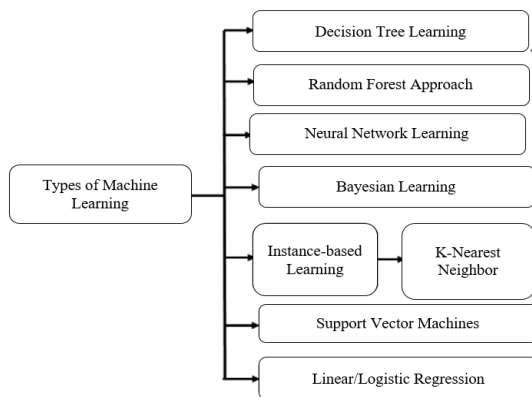 Decision Tree Learning
Random Forest Approach
Neural Network Learning
Types of Machine
Learning
Bayesian Learning
Instance-based
Learning
K-Nearest
Neighbor
Support Vector Machines
Linear/Logistic Regression